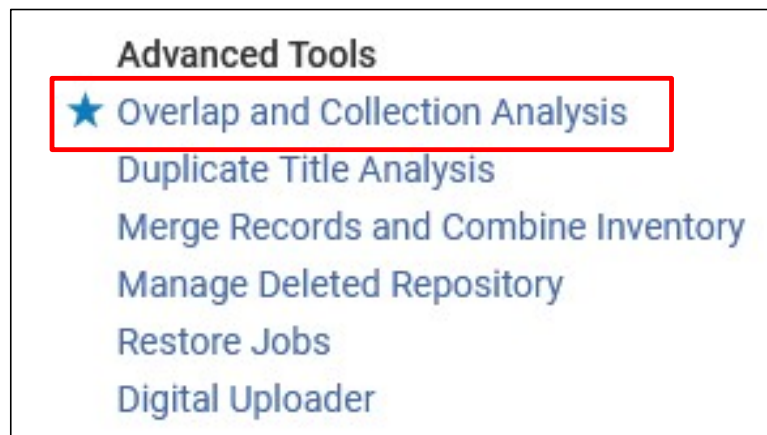 Advanced Tools
Overlap and Collection Analysis
Duplicate Title Analysis
Merge Records and Combine Inventory
Manage Deleted Repository
Restore Jobs
Digital Uploader